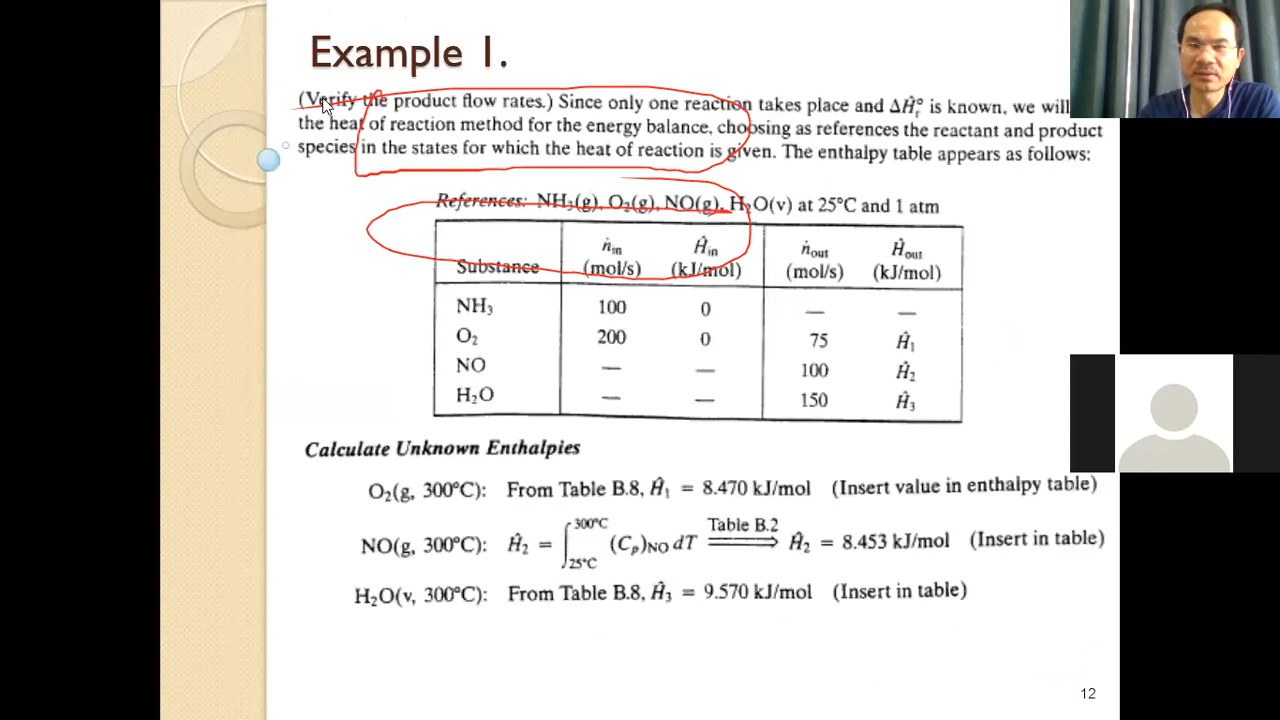 Example 1.
(Verify the product flow rates.) Since only one reaction takes place and ΔĤr° is known, we will
the heat of reaction method for the energy balance, choosing as references the reactant and product
species in the states for which the heat of reaction is given. The enthalpy table appears as follows:
References: NH3(g), O2(g), NO(g), H2O(v) at 25°C and 1 atm
Substance ṅin (mol/s) Ĥin (kJ/mol) ṅout (mol/s) Ĥout (kJ/mol)
NH3 100 0 — —
O2 200 0 75 Ĥ1
NO — — 100 Ĥ2
H2O — — 150 Ĥ3
Calculate Unknown Enthalpies
O2(g, 300°C): From Table B.8, Ĥ1 = 8.470 kJ/mol (Insert value in enthalpy table)
NO(g, 300°C): Ĥ2 = ∫25°C 300°C (Cp)NO dT Table B.2 ⟹ Ĥ2 = 8.453 kJ/mol (Insert in table)
H2O(v, 300°C): From Table B.8, Ĥ3 = 9.570 kJ/mol (Insert in table)
12